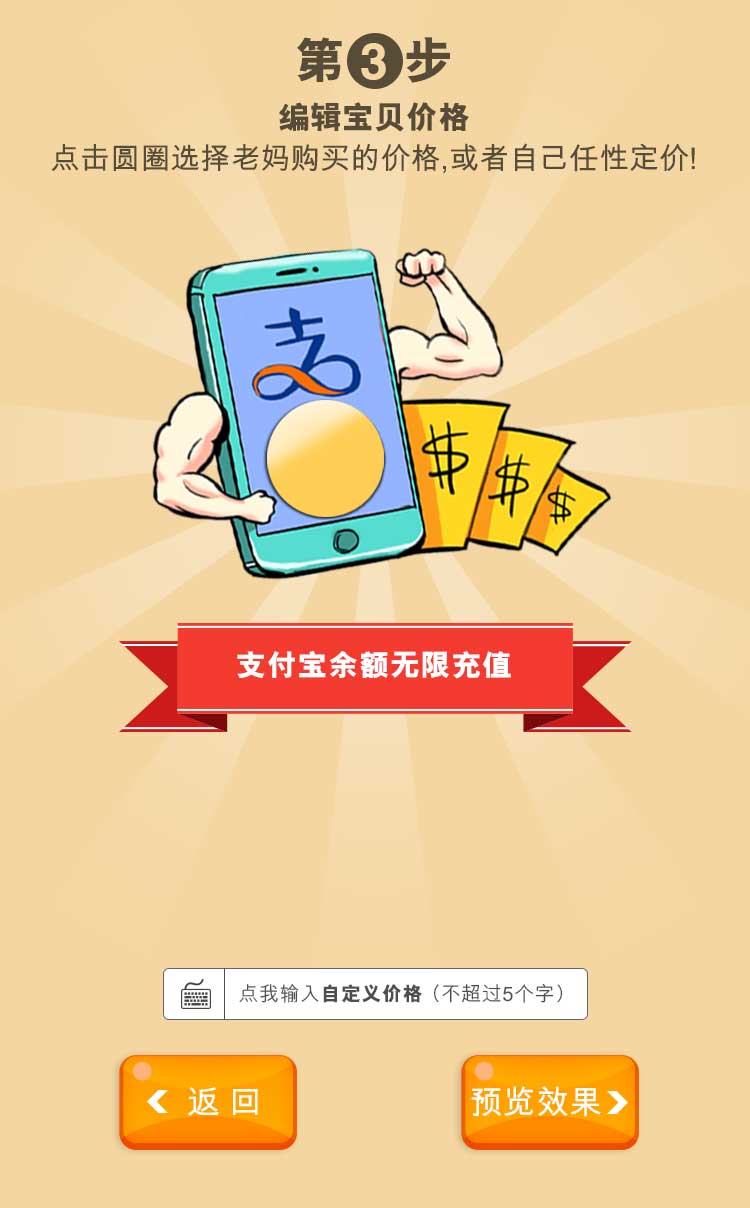 第3步
编辑宝贝价格
点击圆圈选择老妈购买的价格,或者自己任性定价!
支
$ $ $
支付宝余额无限充值
点我输入自定义价格（不超过5个字）
返回
预览效果